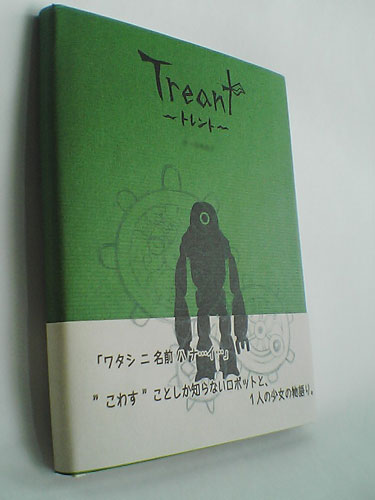 Treant
〜トレント〜
「ワタシ ニ 名前 ハナ…イ…」
"こわす"ことしか知らないロボットと、
1人の少女の物語り。